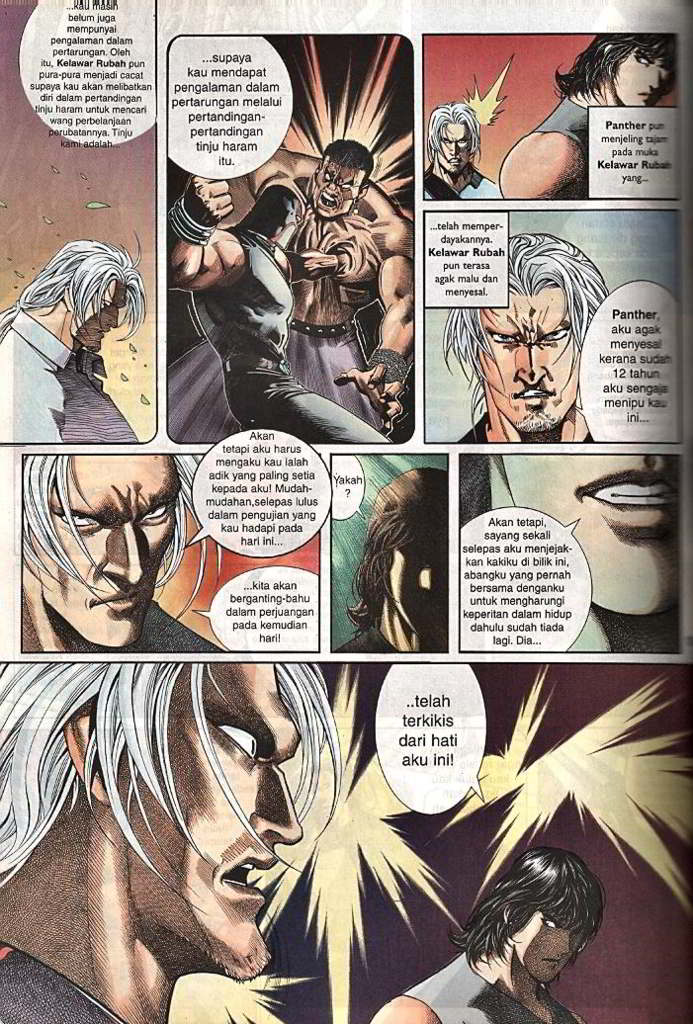 ...kau masih
belum juga
mempunyai
pengalaman dalam
pertarungan. Oleh
itu, Kelawar Rubah pun
pura-pura menjadi cacat
supaya kau akan melibatkan
diri dalam pertandingan
tinju haram untuk mencari
wang perbelanjaan
perubatannya. Tinju
kami adalah...
...supaya
kau mendapat
pengalaman dalam
pertarungan melalui
pertandingan-
pertandingan
tinju haram
itu.
Panther pun
menjeling tajam
pada muka
Kelawar Rubah
yang...
...telah memper-
dayakannya.
Kelawar Rubah
pun terasa
agak malu dan
menyesal.
Panther,
aku agak
menyesal
kerana sudah
12 tahun
aku sengaja
menipu kau
ini...
Akan
tetapi aku harus
mengaku kau ialah
adik yang paling setia
kepada aku! Mudah-
mudahan,selepas lulus
dalam pengujian yang
kau hadapi pada
hari ini...
...kita akan
berganting-bahu
dalam perjuangan
pada kemudian
hari!
Yakah
?
Akan tetapi,
sayang sekali
selepas aku menjejak-
kan kakiku di bilik ini,
abangku yang pernah
bersama denganku
untuk mengharungi
keperitan dalam hidup
dahulu sudah tiada
lagi. Dia...
..telah
terkikis
dari hati
aku ini!